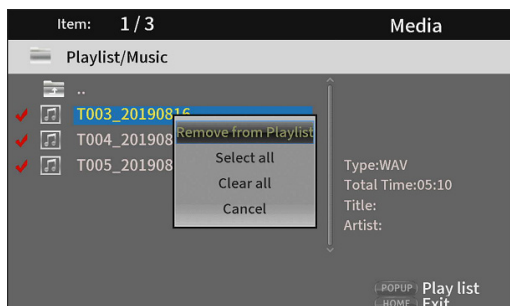 Item: 1/3 Media
Playlist/Music
..
T003_20190816
T004_201908
T005_201908
Remove from Playlist
Select all
Clear all
Cancel
Type:WAV
Total Time:05:10
Title:
Artist:
POPUP Play list
HOME Exit